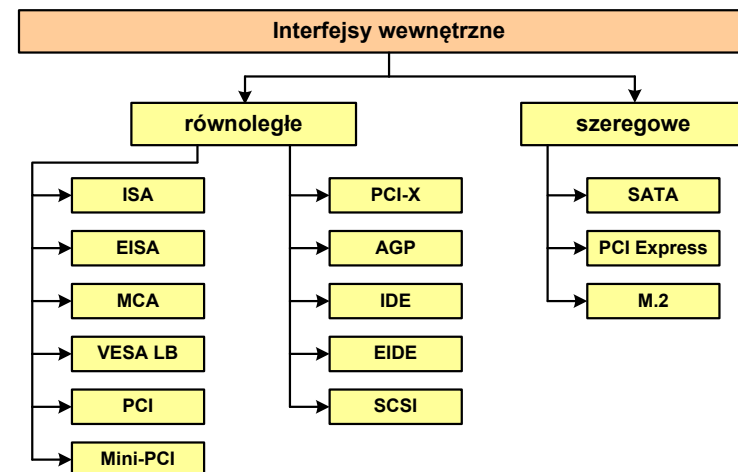 Interfejsy wewnętrzne
równoległe
szeregowe
ISA
EISA
MCA
VESA LB
PCI
Mini-PCI
PCI-X
AGP
IDE
EIDE
SCSI
SATA
PCI Express
M.2